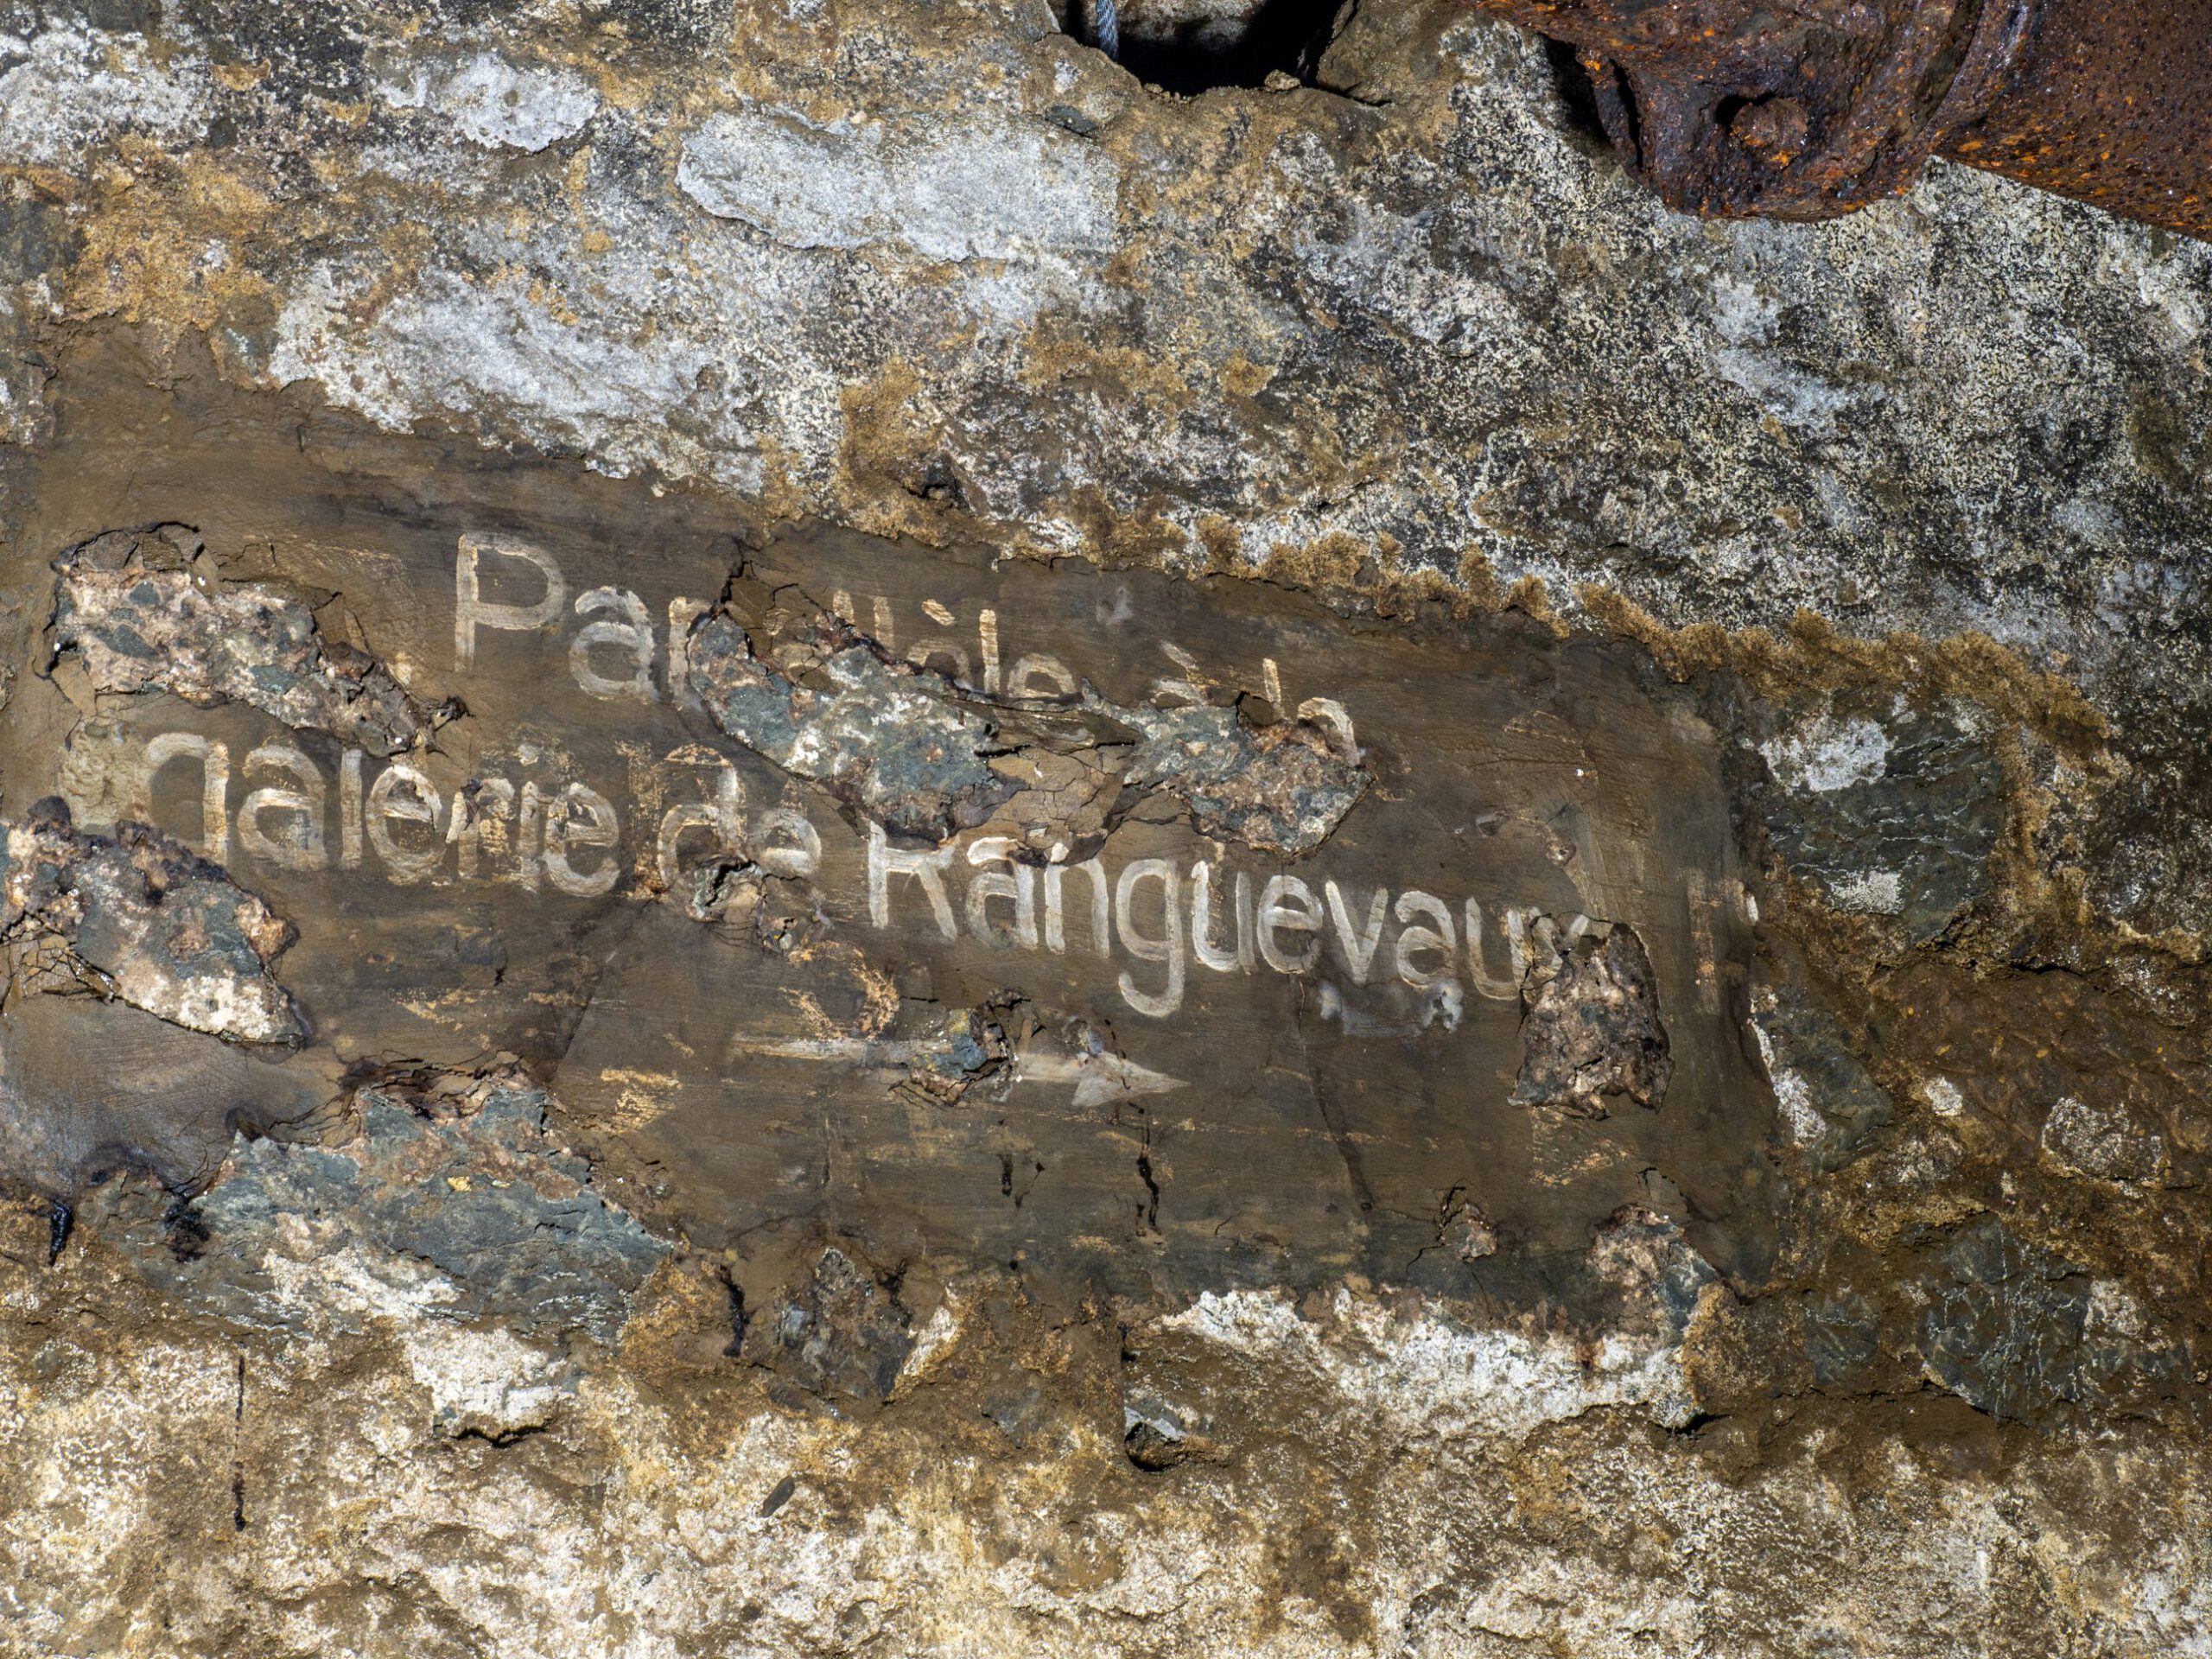 Parallèle à la
galerie de Ranguevaux